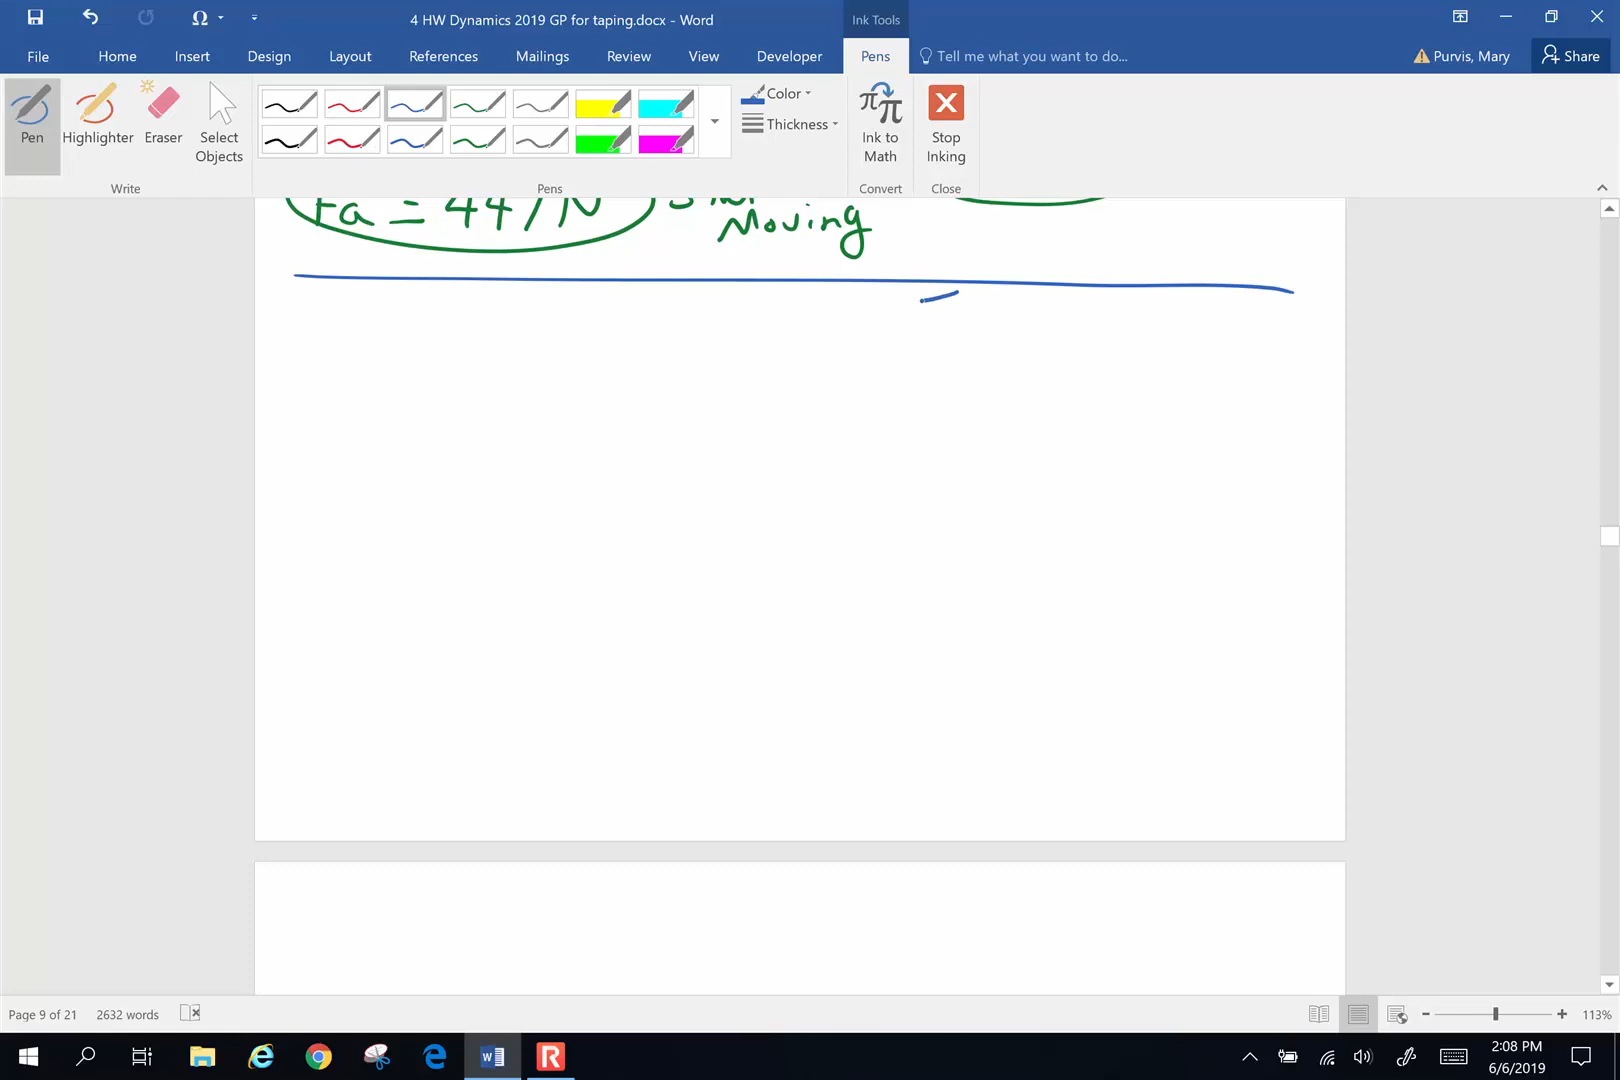 4 HW Dynamics 2019 GP for taping.docx - Word
Ink Tools
File
Home
Insert
Design
Layout
References
Mailings
Review
View
Developer
Pens
Tell me what you want to do...
Purvis, Mary
Share
Pen
Highlighter
Eraser
Select
Objects
Color
Thickness
Ink to
Math
Stop
Inking
Write
Pens
Convert
Close
Fa = 447N
Moving
Page 9 of 21
2632 words
113%
2:08 PM
6/6/2019